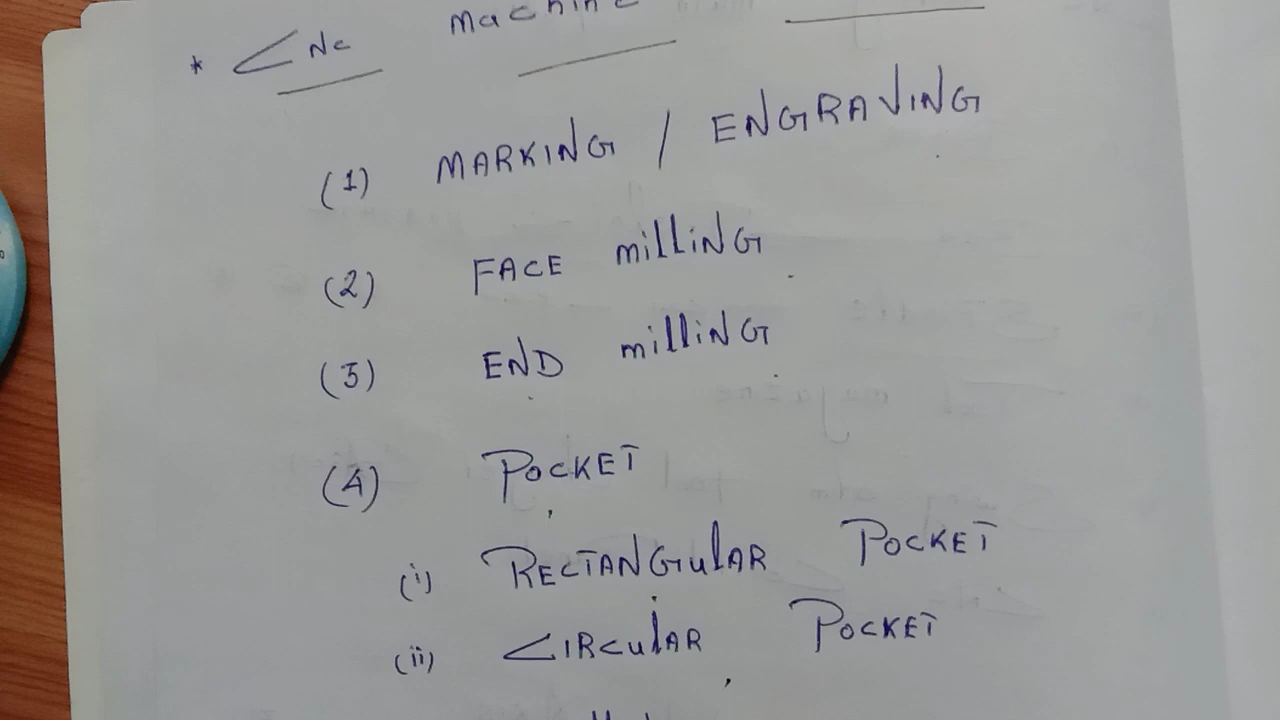 * CNC Machine
(1) MARKING / ENGRAVING
(2) FACE milliNG
(3) END milliNG
(4) POCKET
(i) RECTANGulAR POCKET
(ii) CIRculAR POCKET